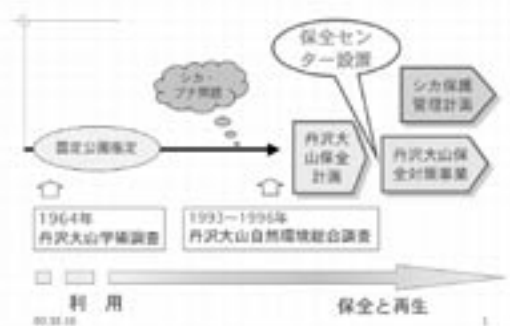 保全セン
ター設置
シカ・
ブナ問題
シカ保護
管理計画
国定公園指定
丹沢大
山保全
計画
丹沢大山保
全対策事業
1964年
丹沢大山学術調査
1993～1996年
丹沢大山自然環境総合調査
利 用
保全と再生
1